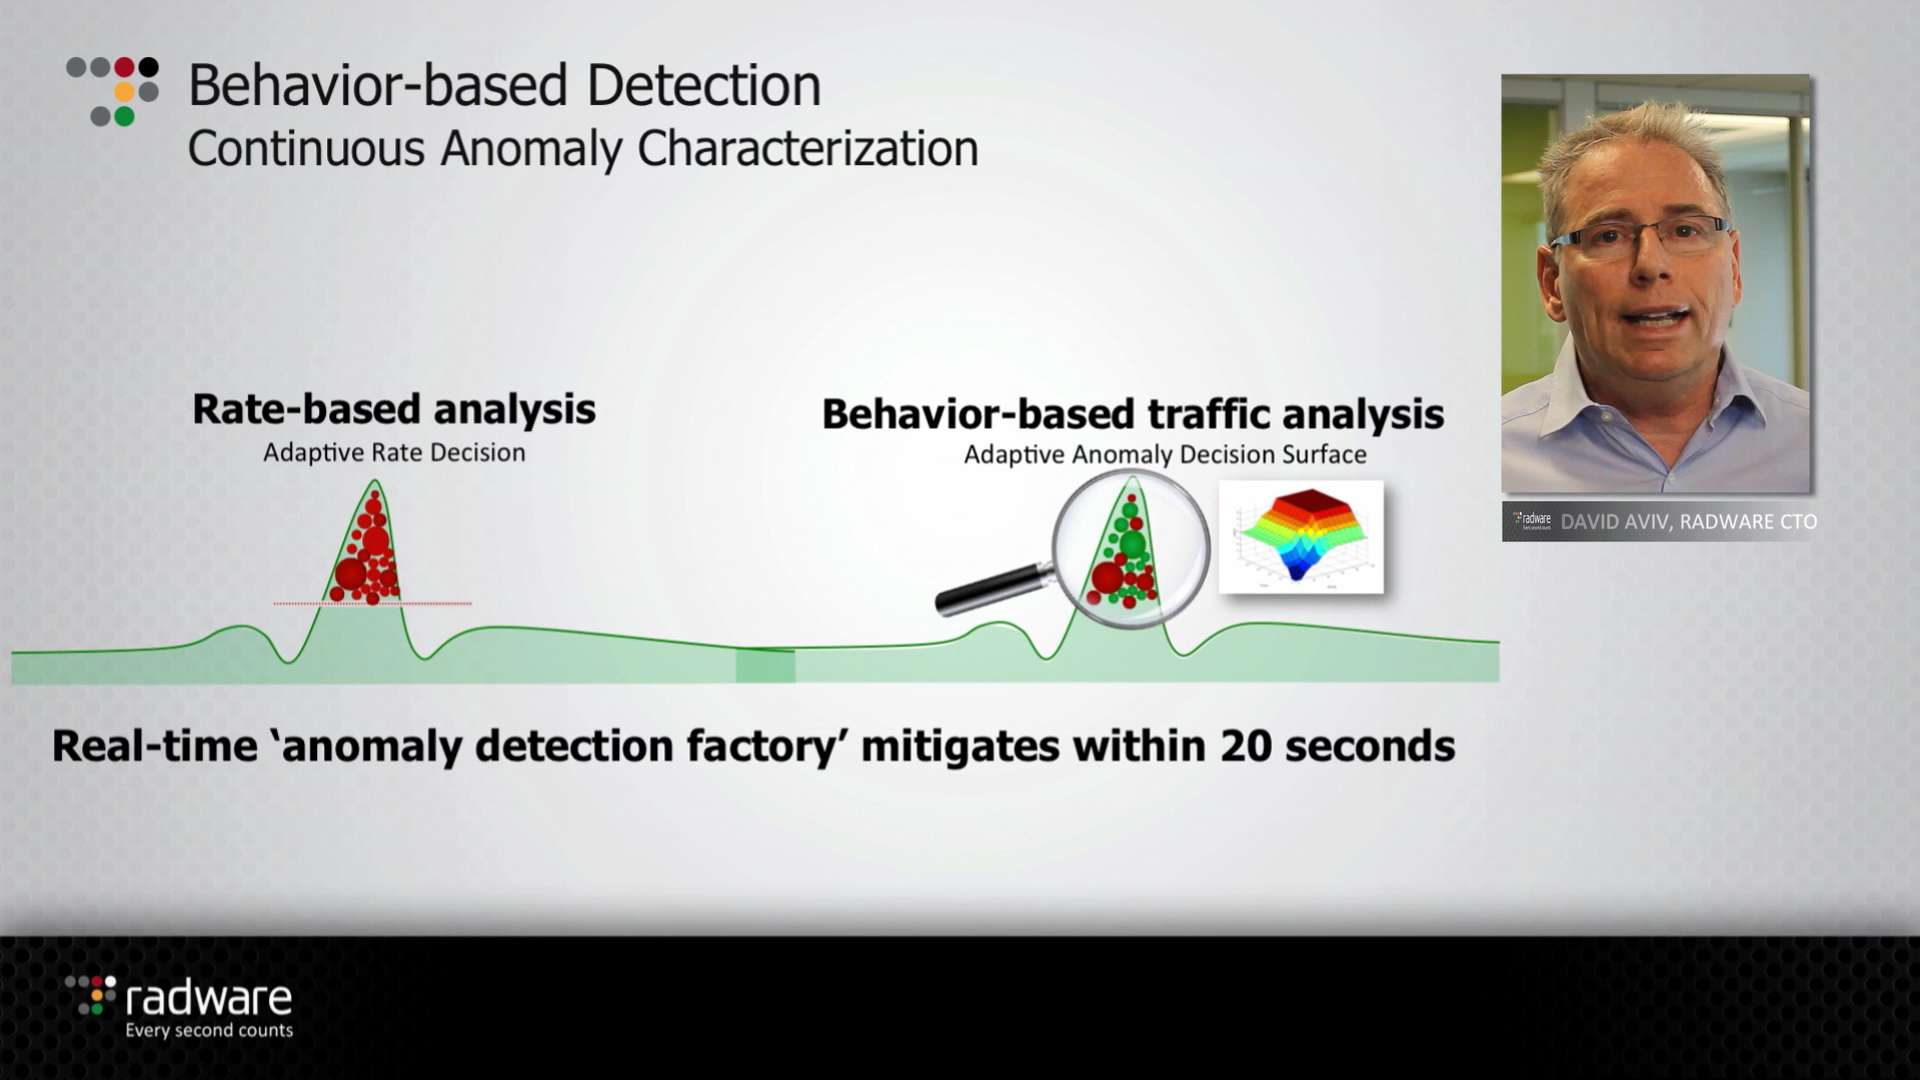 Behavior-based Detection
Continuous Anomaly Characterization
Rate-based analysis
Adaptive Rate Decision
Behavior-based traffic analysis
Adaptive Anomaly Decision Surface
radware
DAVID AVIV, RADWARE CTO
Real-time ‘anomaly detection factory’ mitigates within 20 seconds
radware
Every second counts